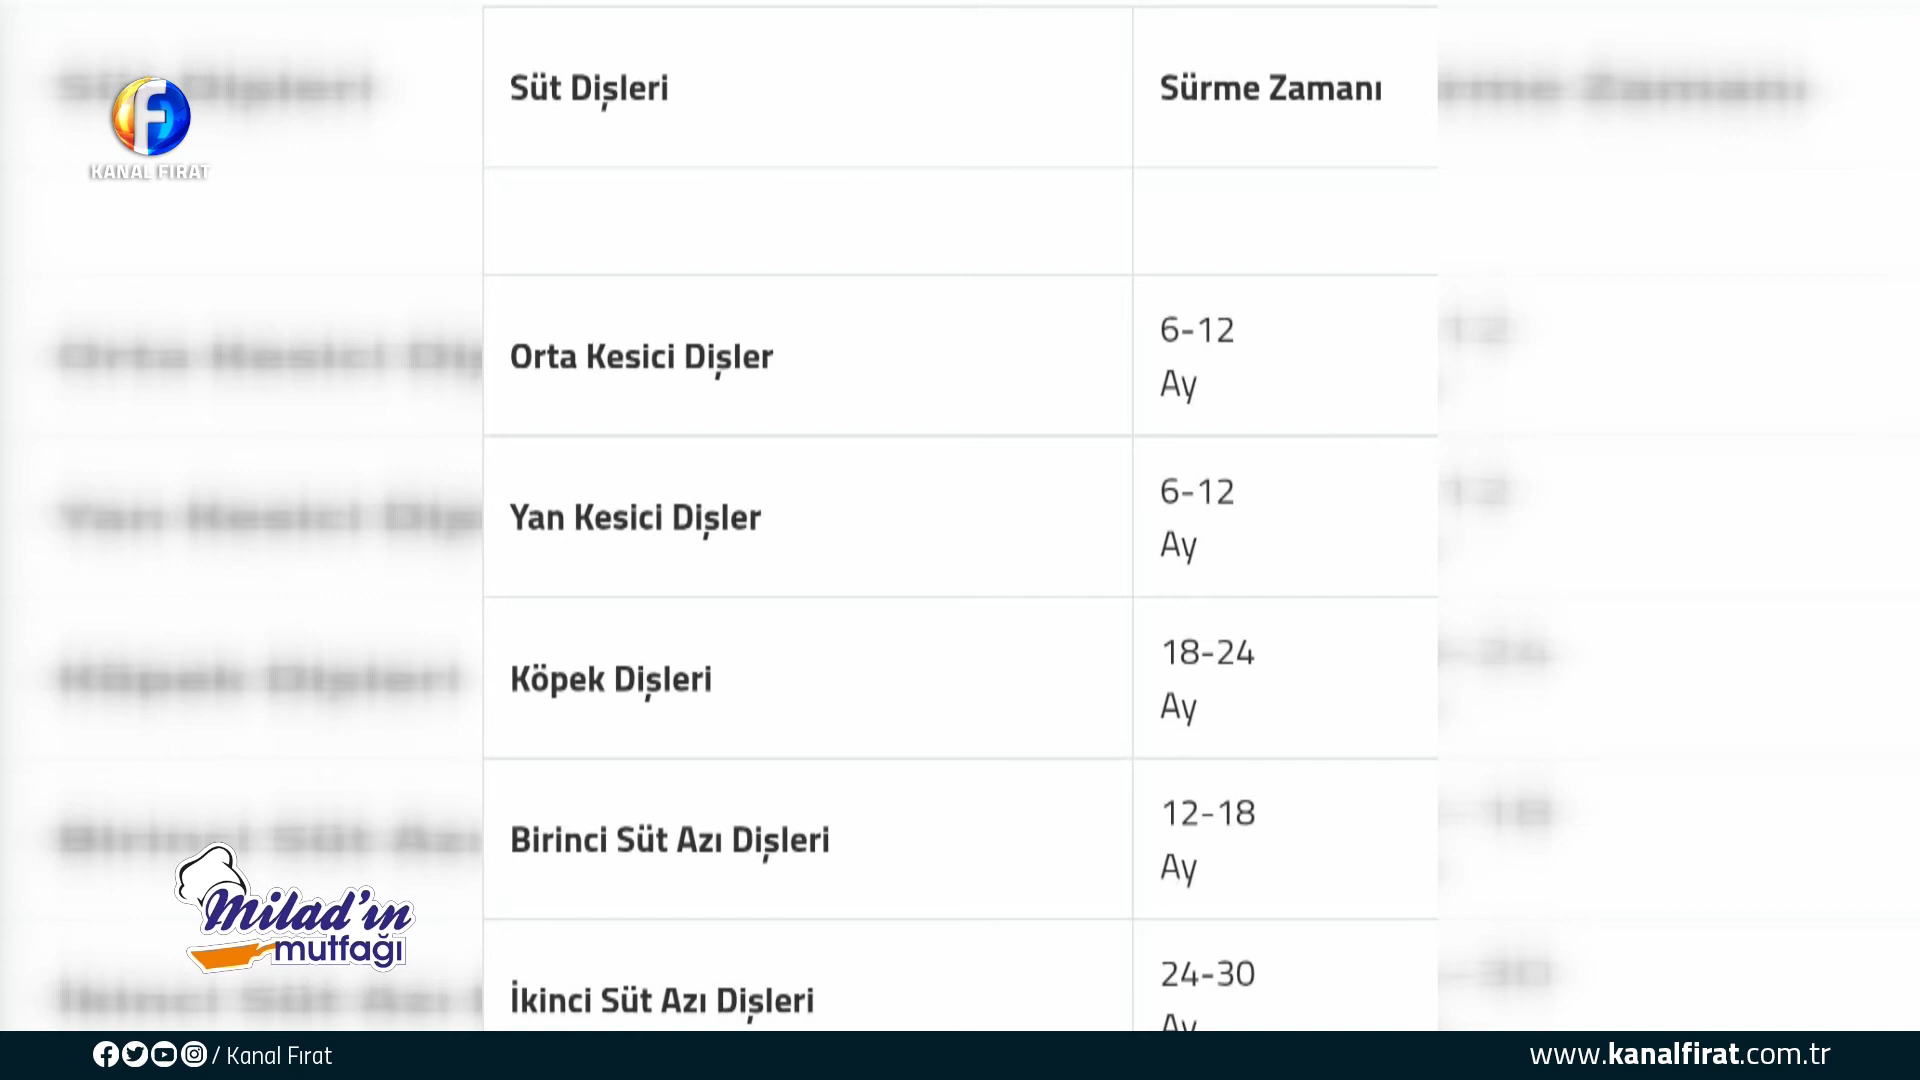 Süt Dişleri
Sürme Zamanı
KANAL FIRAT
Orta Kesici Dişler
6-12
Ay
Yan Kesici Dişler
6-12
Ay
Köpek Dişleri
18-24
Ay
Birinci Süt Azı Dişleri
12-18
Ay
Milad'ın
mutfağı
İkinci Süt Azı Dişleri
24-30
Ay
/ Kanal Fırat
www.kanalfirat.com.tr